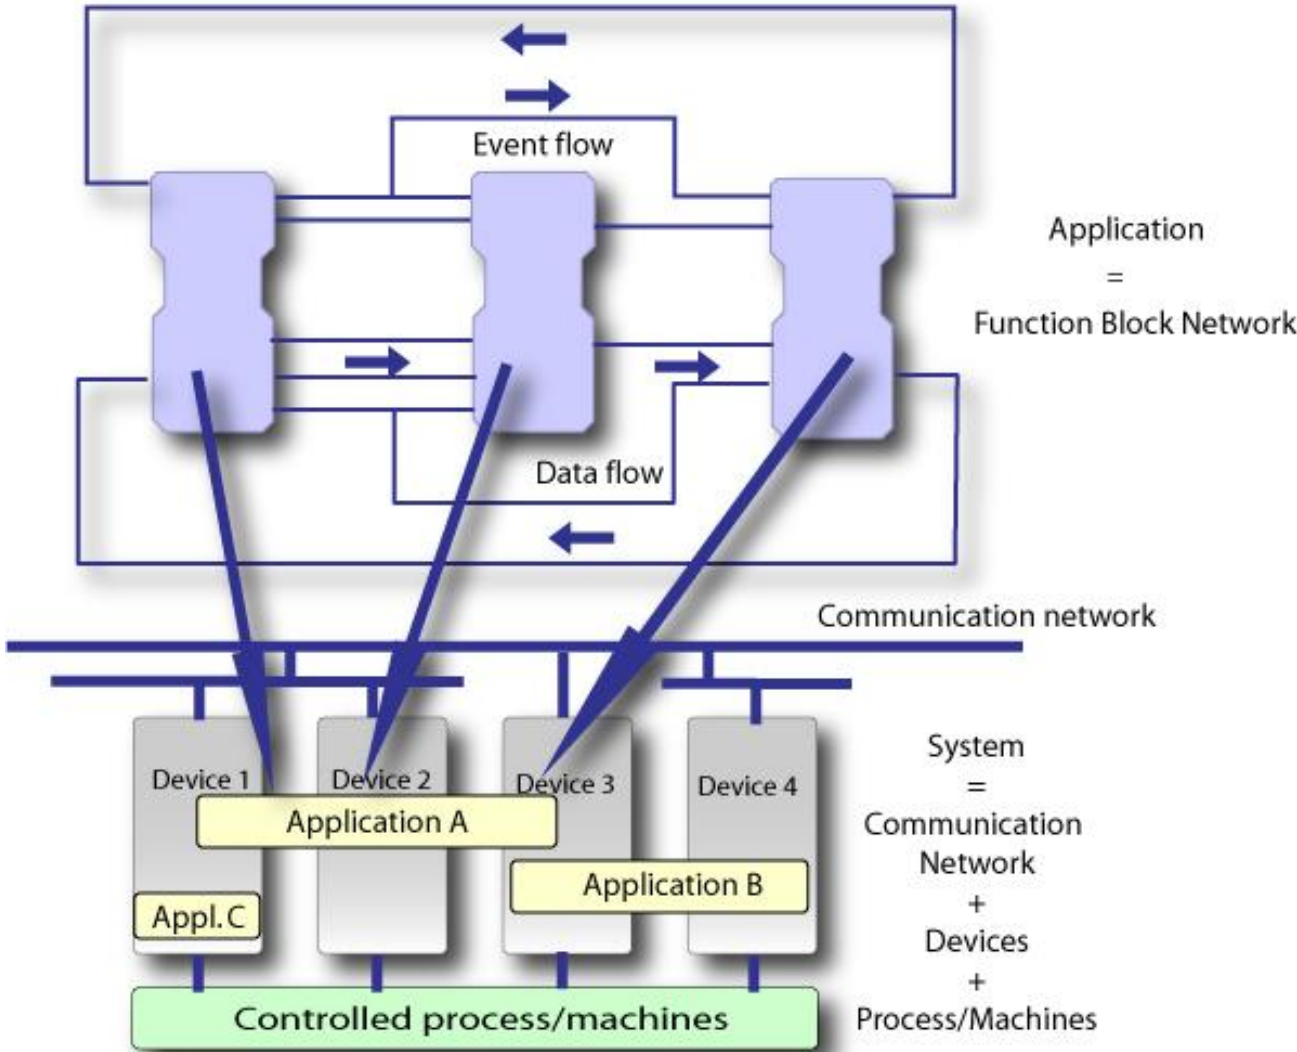 Event flow
Application
=
Function Block Network
Data flow
Communication network
Device 1
Device 2
Device 3
Device 4
Application A
Application B
Appl. C
System
=
Communication
Network
+
Devices
+
Process/Machines
Controlled process/machines